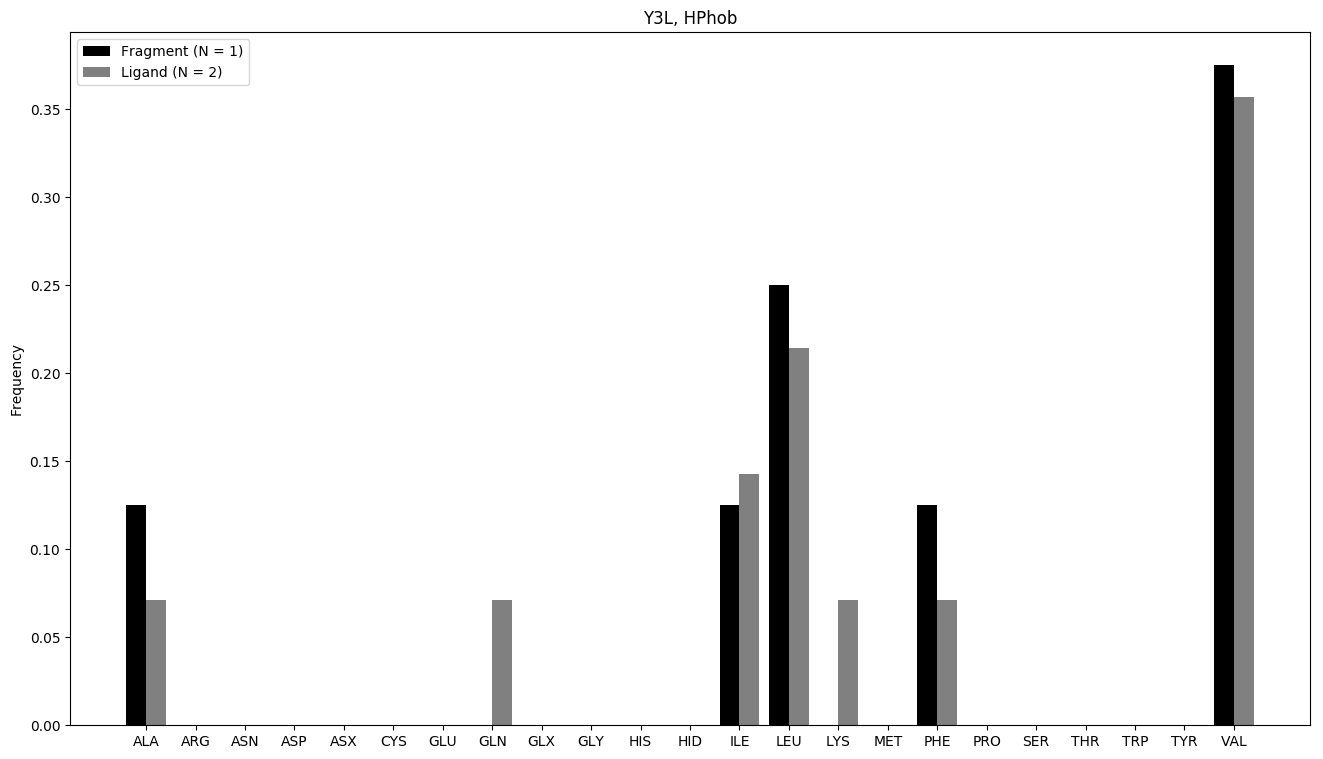 Y3L, HPhob
Fragment (N = 1)
Ligand (N = 2)
0.35
0.30
0.25
0.20
0.15
0.10
0.05
0.00
Frequency
ALA ARG ASN ASP ASX CYS GLU GLN GLX GLY HIS HID ILE LEU LYS MET PHE PRO SER THR TRP TYR VAL